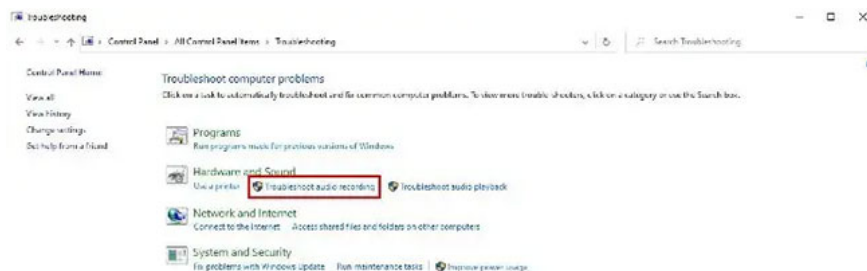 Troubleshooting
Control Panel > All Control Panel Items > Troubleshooting
Search Troubleshooting
Control Panel Home
View all
View history
Change settings
Get help from a friend
Troubleshoot computer problems
Click on a task to automatically troubleshoot and fix common computer problems. To view more troubleshooters, click on a category or use the Search box.
Programs
Run programs made for previous versions of Windows
Hardware and Sound
Use a printer Troubleshoot audio recording Troubleshoot audio playback
Network and Internet
Connect to the Internet Access shared files and folders on other computers
System and Security
Fix problems with Windows Update Run maintenance tasks Improve power usage